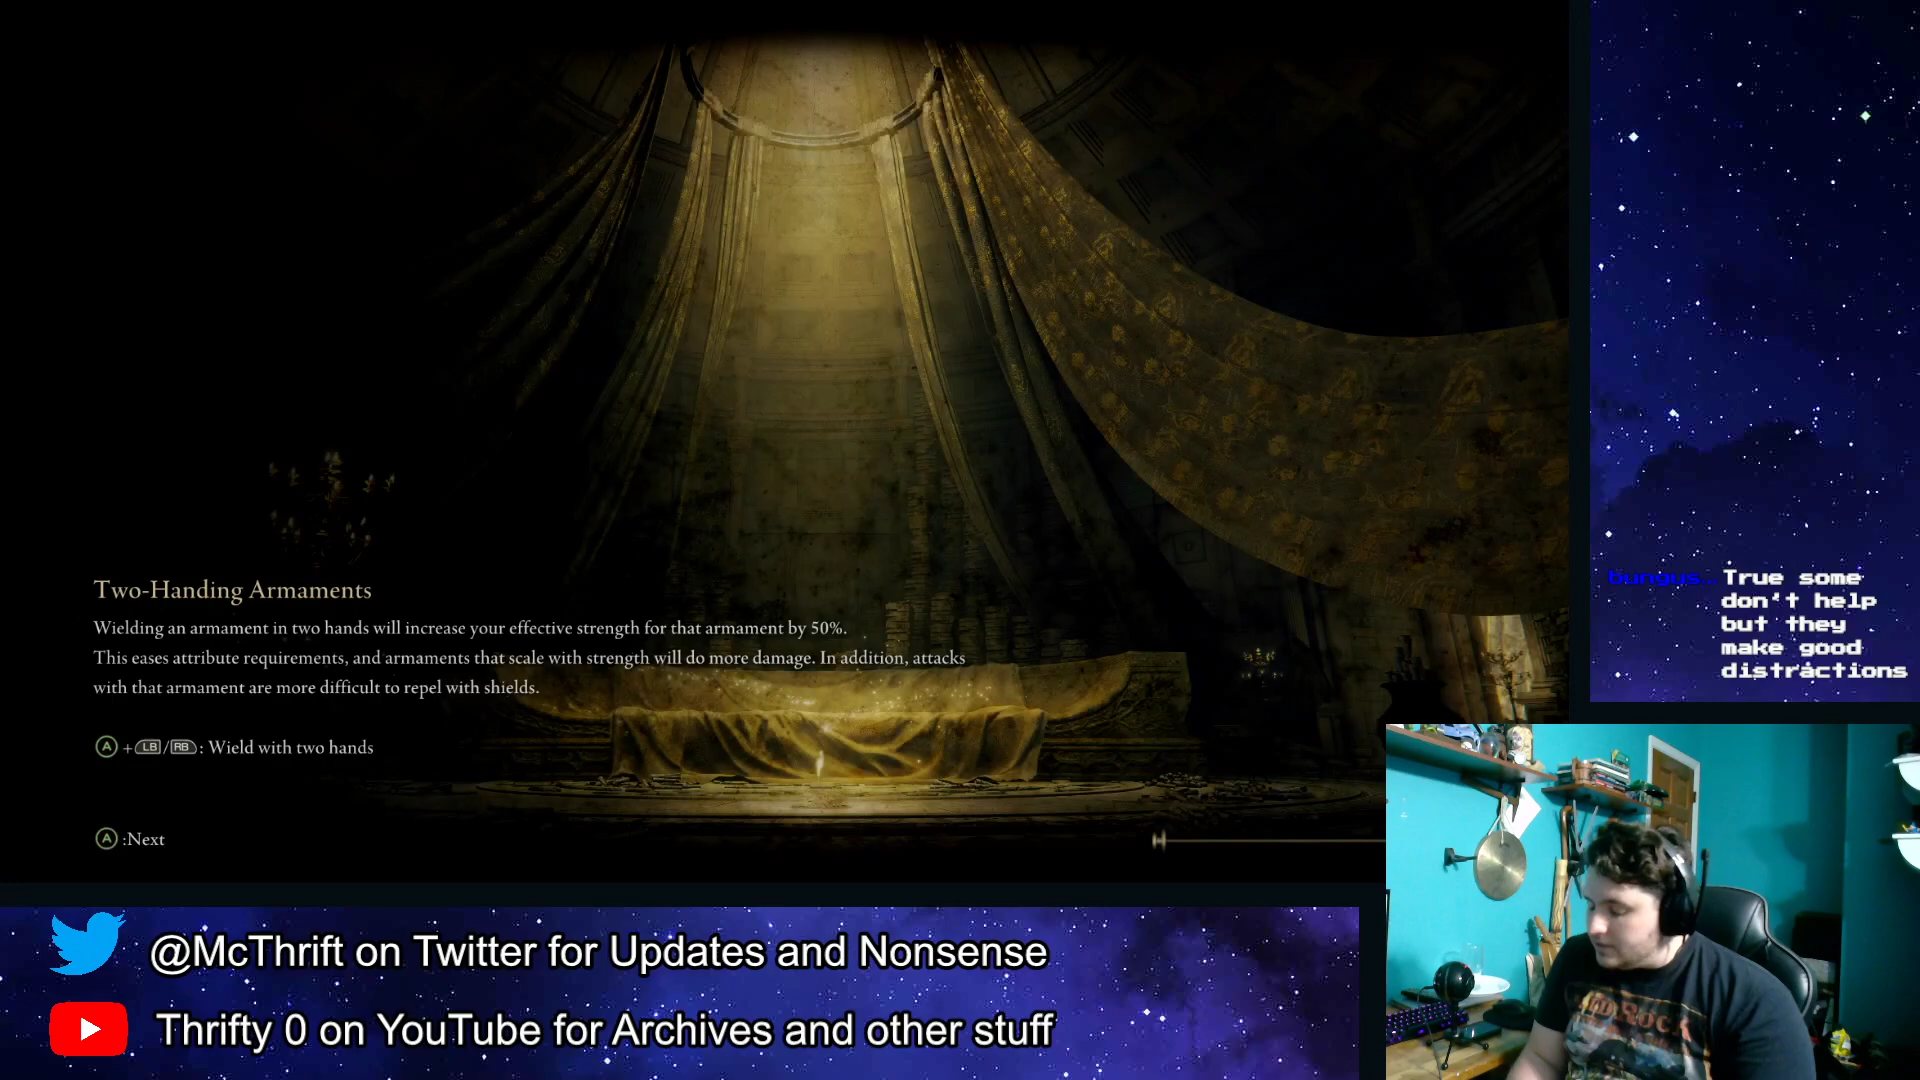 Two-Handing Armaments
Wielding an armament in two hands will increase your effective strength for that armament by 50%.
This eases attribute requirements, and armaments that scale with strength will do more damage. In addition, attacks
with that armament are more difficult to repel with shields.
A + LB / RB : Wield with two hands
A :Next
bungus... True some
don't help
but they
make good
distractions
@McThrift on Twitter for Updates and Nonsense
Thrifty 0 on YouTube for Archives and other stuff